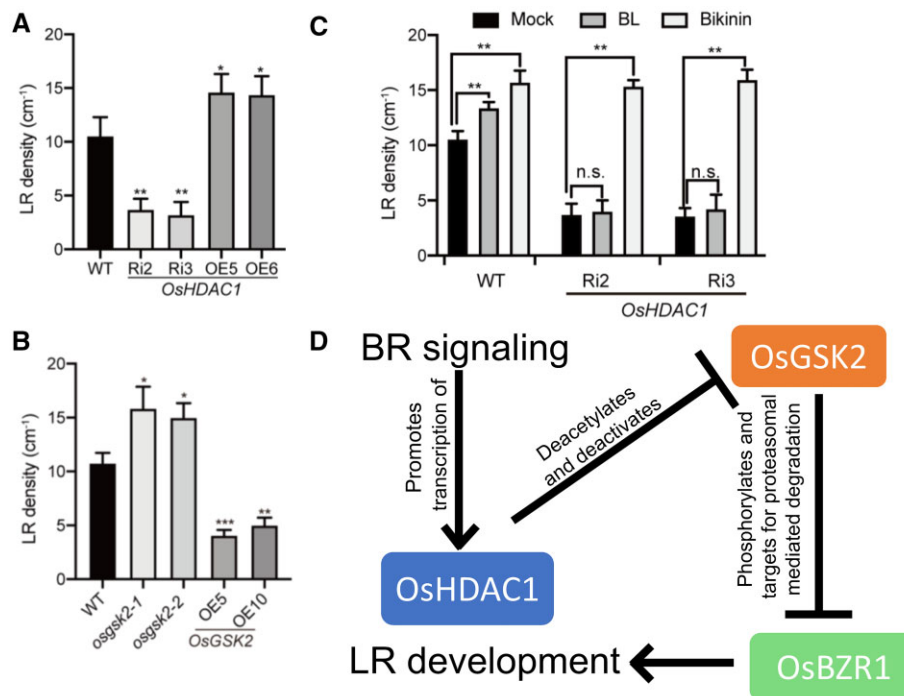 A
LR density (cm⁻¹)
20
15
10
5
0
**
**
*
*
WT
Ri2
Ri3
OE5
OE6
OsHDAC1
B
LR density (cm⁻¹)
20
15
10
5
0
*
*
***
**
WT
osgsk2-1
osgsk2-2
OE5
OE10
OsGSK2
C
Mock
BL
Bikinin
LR density (cm⁻¹)
20
15
10
5
0
**
**
**
n.s.
**
n.s.
WT
Ri2
Ri3
OsHDAC1
D
BR signaling
Promotes
transcription of
OsHDAC1
Deacetylates
and deactivates
OsGSK2
Phosphorylates and
targets for proteasomal
mediated degradation
OsBZR1
LR development